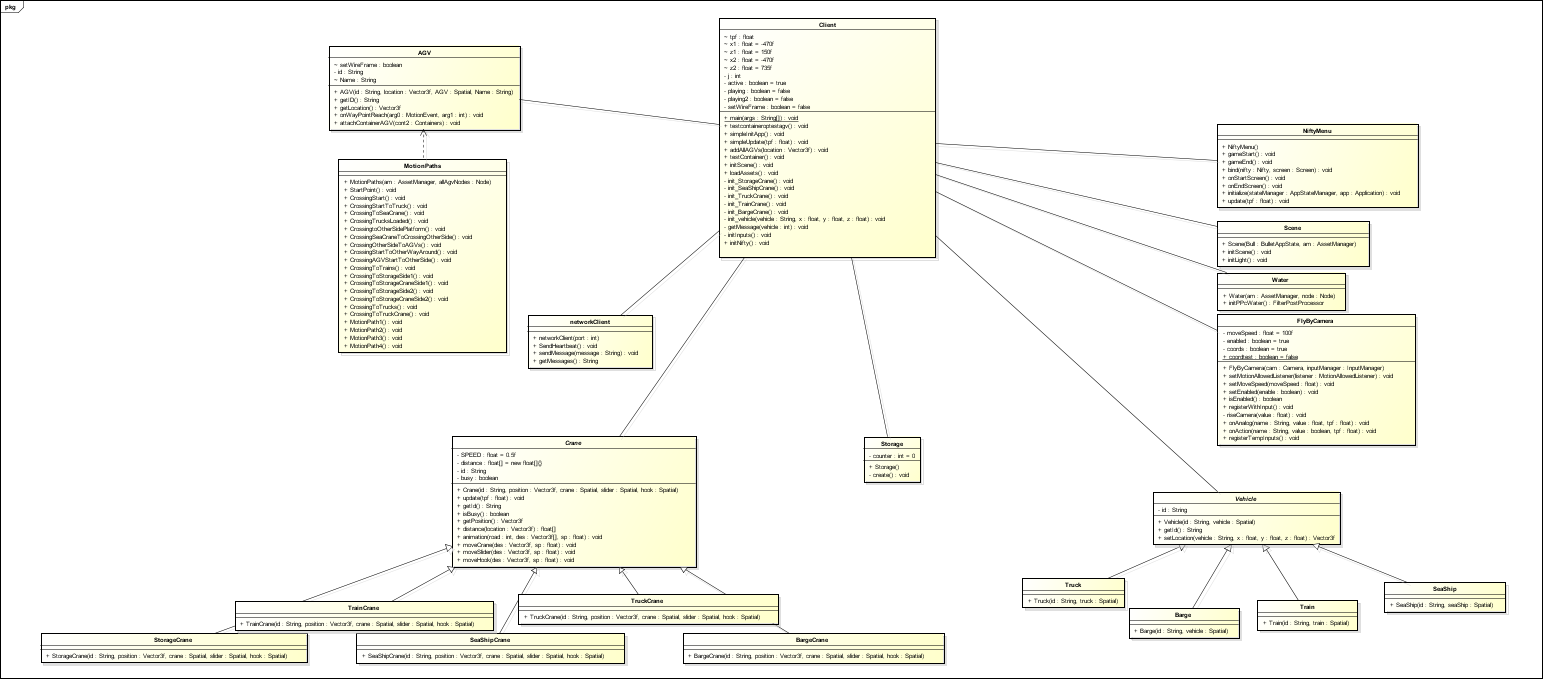 pkg
Client
~ tpf : float
~ x1 : float = -470f
~ z1 : float = 150f
~ x2 : float = -470f
~ z2 : float = 735f
- j : int
- active : boolean = true
- playing : boolean = false
- playing2 : boolean = false
- setWireFrame : boolean = false
+ main(args : String[]) : void
+ testcontaineroptextagv() : void
+ simpleInitApp() : void
+ simpleUpdate(tpf : float) : void
+ addAllAGVs(location : Vector3f) : void
+ testContainer() : void
+ initScene() : void
+ loadAssets() : void
- init_StorageCrane() : void
- init_SeaShipCrane() : void
- init_TruckCrane() : void
- init_TrainCrane() : void
- init_BargeCrane() : void
- init_vehicle(vehicle : String, x : float, y : float, z : float) : void
- getMessage(vehicle : int) : void
- initInputs() : void
+ initNifty() : void
AGV
~ setWireFrame : boolean
- id : String
~ Name : String
+ AGV(id : String, location : Vector3f, AGV : Spatial, Name : String)
+ getID() : String
+ getLocation() : Vector3f
+ onWayPointReach(arg0 : MotionEvent, arg1 : int) : void
+ attachContainerAGV(cont2 : Containers) : void
MotionPaths
+ MotionPaths(am : AssetManager, allAgvNodes : Node)
+ StartPoint() : void
+ CrossingStart() : void
+ CrossingStartToTruck() : void
+ CrossingToSeaCrane() : void
+ CrossingTrucksLoaded() : void
+ CrossingtoOtherSidePlatform() : void
+ CrossingSeaCraneToCrossingOtherSide() : void
+ CrossingOtherSideToAGVs() : void
+ CrossingStartToOtherWayAround() : void
+ CrossingAGVStartToOtherSide() : void
+ CrossingToTrains() : void
+ CrossingToStorageSide1() : void
+ CrossingToStorageCraneSide1() : void
+ CrossingToStorageSide2() : void
+ CrossingToStorageCraneSide2() : void
+ CrossingToTrucks() : void
+ CrossingToTruckCrane() : void
+ MotionPath1() : void
+ MotionPath2() : void
+ MotionPath3() : void
+ MotionPath4() : void
NiftyMenu
+ NiftyMenu()
+ gameStart() : void
+ gameEnd() : void
+ bind(nifty : Nifty, screen : Screen) : void
+ onStartScreen() : void
+ onEndScreen() : void
+ initialize(stateManager : AppStateManager, app : Application) : void
+ update(tpf : float) : void
Scene
+ Scene(Bull : BulletAppState, am : AssetManager)
+ initScene() : void
+ initLight() : void
Water
+ Water(am : AssetManager, node : Node)
+ initPPcWater() : FilterPostProcessor
FlyByCamera
- moveSpeed : float = 100f
- enabled : boolean = true
- coords : boolean = true
+ coordtest : boolean = false
+ FlyByCamera(cam : Camera, inputManager : InputManager)
+ setMotionAllowedListener(listener : MotionAllowedListener) : void
+ setMoveSpeed(moveSpeed : float) : void
+ setEnabled(enable : boolean) : void
+ isEnabled() : boolean
+ registerWithInput() : void
- riseCamera(value : float) : void
+ onAnalog(name : String, value : float, tpf : float) : void
+ onAction(name : String, value : boolean, tpf : float) : void
+ registerTempInputs() : void
networkClient
+ networkClient(port : int)
+ SendHeartbeat() : void
+ sendMessage(message : String) : void
+ getMessages() : String
Crane
- SPEED : float = 0.5f
- distance : float[] = new float[]{}
- id : String
- busy : boolean
+ Crane(id : String, position : Vector3f, crane : Spatial, slider : Spatial, hook : Spatial)
+ update(tpf : float) : void
+ getId() : String
+ isBusy() : boolean
+ getPosition() : Vector3f
+ distance(location : Vector3f) : float[]
+ animation(road : int, des : Vector3f[], sp : float) : void
+ moveCrane(des : Vector3f, sp : float) : void
+ moveSlider(des : Vector3f, sp : float) : void
+ moveHook(des : Vector3f, sp : float) : void
Storage
- counter : int = 0
+ Storage()
- create() : void
Vehicle
- id : String
+ Vehicle(id : String, vehicle : Spatial)
+ getId() : String
+ setLocation(vehicle : String, x : float, y : float, z : float) : Vector3f
Truck
+ Truck(id : String, truck : Spatial)
Barge
+ Barge(id : String, vehicle : Spatial)
Train
+ Train(id : String, train : Spatial)
SeaShip
+ SeaShip(id : String, seaShip : Spatial)
TrainCrane
+ TrainCrane(id : String, position : Vector3f, crane : Spatial, slider : Spatial, hook : Spatial)
TruckCrane
+ TruckCrane(id : String, position : Vector3f, crane : Spatial, slider : Spatial, hook : Spatial)
StorageCrane
+ StorageCrane(id : String, position : Vector3f, crane : Spatial, slider : Spatial, hook : Spatial)
SeaShipCrane
+ SeaShipCrane(id : String, position : Vector3f, crane : Spatial, slider : Spatial, hook : Spatial)
BargeCrane
+ BargeCrane(id : String, position : Vector3f, crane : Spatial, slider : Spatial, hook : Spatial)